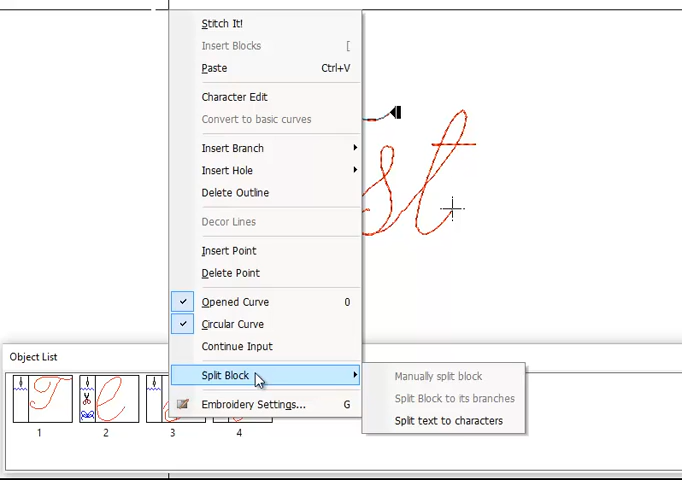 Stitch It!
Insert Blocks [
Paste Ctrl+V
Character Edit
Convert to basic curves
Insert Branch
Insert Hole
Delete Outline
Decor Lines
Insert Point
Delete Point
Opened Curve 0
Circular Curve
Continue Input
Split Block
Embroidery Settings... G
Manually split block
Split Block to its branches
Split text to characters
st
Object List
T e
1 2 3 4